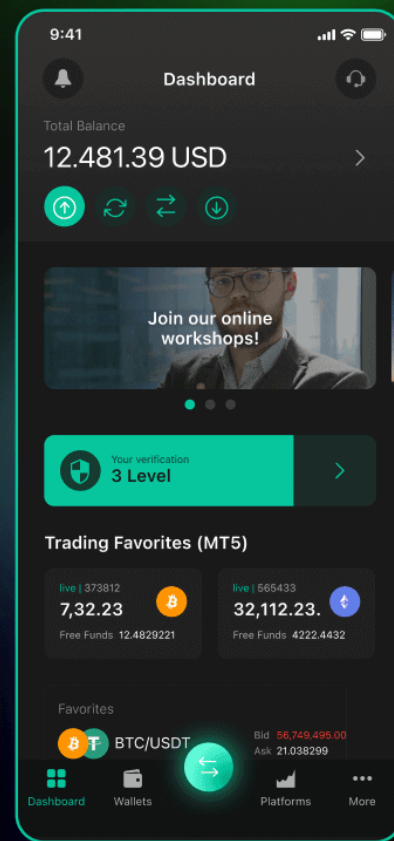 9:41
Dashboard
Total Balance
12.481.39 USD
Join our online
workshops!
Your verification
3 Level
Trading Favorites (MT5)
live | 373812
7,32.23
Free Funds 12.4829221
live | 565433
32,112.23.
Free Funds 4222.4432
Favorites
BTC/USDT
Bid 56,749,495.00
Ask 21.038299
Dashboard
Wallets
Platforms
More